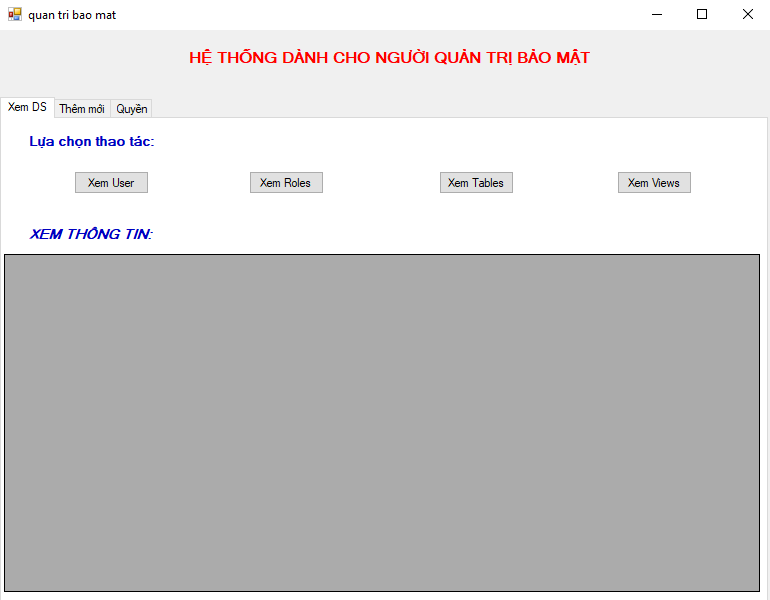 quan tri bao mat
HỆ THỐNG DÀNH CHO NGƯỜI QUẢN TRỊ BẢO MẬT
Xem DS Thêm mới Quyền
Lựa chọn thao tác:
Xem User Xem Roles Xem Tables Xem Views
XEM THÔNG TIN: